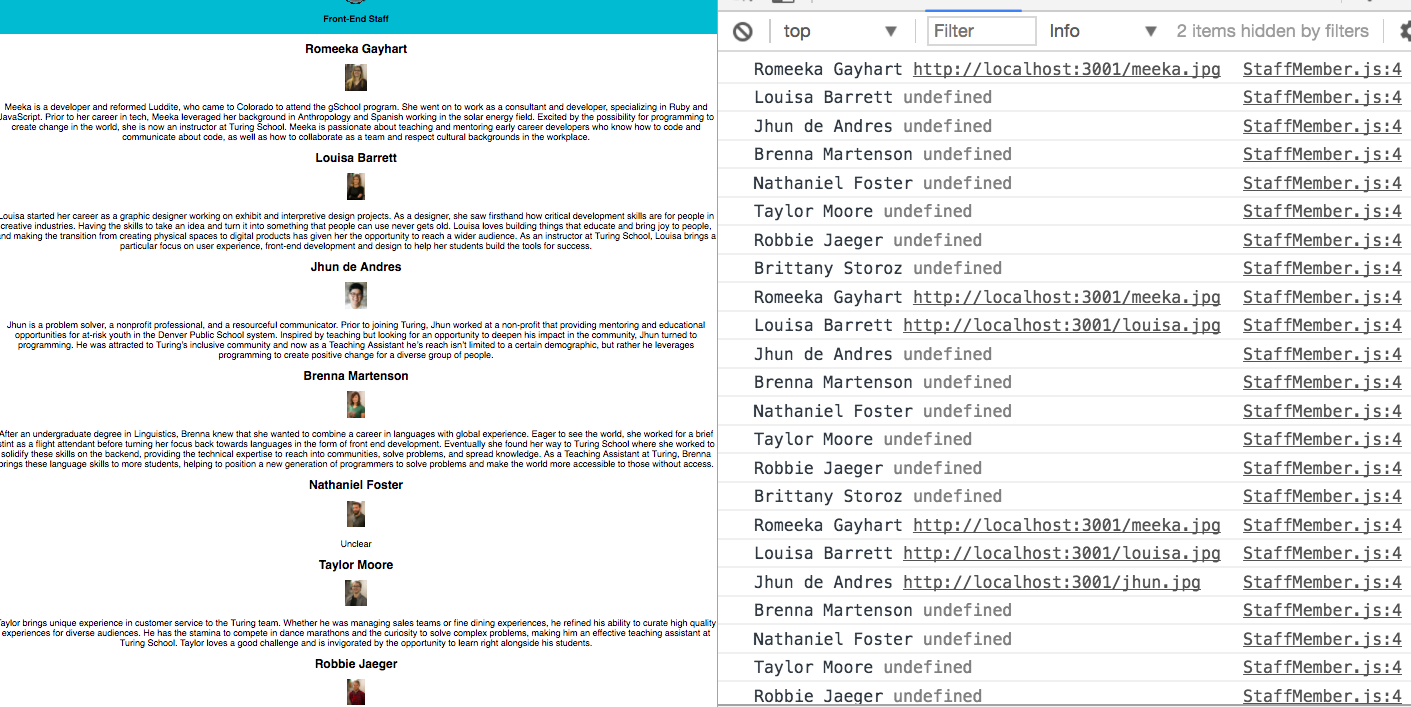 Front-End Staff
Romeeka Gayhart
Meeka is a developer and reformed Luddite, who came to Colorado to attend the gSchool program. She went on to work as a consultant and developer, specializing in Ruby and
JavaScript. Prior to her career in tech, Meeka leveraged her background in Anthropology and Spanish working in the solar energy field. Excited by the possibility for programming to
create change in the world, she is now an instructor at Turing School. Meeka is passionate about teaching and mentoring early career developers who know how to code and
communicate about code, as well as how to collaborate as a team and respect cultural backgrounds in the workplace.
Louisa Barrett
Louisa started her career as a graphic designer working on exhibit and interpretive design projects. As a designer, she saw firsthand how critical development skills are for people in
creative industries. Having the skills to take an idea and turn it into something that people can use never gets old. Louisa loves building things that educate and bring joy to people,
and making the transition from creating physical spaces to digital products has given her the opportunity to reach a wider audience. As an instructor at Turing School, Louisa brings a
particular focus on user experience, front-end development and design to help her students build the tools for success.
Jhun de Andres
Jhun is a problem solver, a nonprofit professional, and a resourceful communicator. Prior to joining Turing, Jhun worked at a non-profit that providing mentoring and educational
opportunities for at-risk youth in the Denver Public School system. Inspired by teaching but looking for an opportunity to deepen his impact in the community, Jhun turned to
programming. He was attracted to Turing's inclusive community and now as a Teaching Assistant he's reach isn't limited to a certain demographic, but rather he leverages
programming to create positive change for a diverse group of people.
Brenna Martenson
After an undergraduate degree in Linguistics, Brenna knew that she wanted to combine a career in languages with global experience. Eager to see the world, she worked for a brief
stint as a flight attendant before turning her focus back towards languages in the form of front end development. Eventually she found her way to Turing School where she worked to
solidify these skills on the backend, providing the technical expertise to reach into communities, solve problems, and spread knowledge. As a Teaching Assistant at Turing, Brenna
brings these language skills to more students, helping to position a new generation of programmers to solve problems and make the world more accessible to those without access.
Nathaniel Foster
Unclear
Taylor Moore
Taylor brings unique experience in customer service to the Turing team. Whether he was managing sales teams or fine dining experiences, he refined his ability to curate high quality
experiences for diverse audiences. He has the stamina to compete in dance marathons and the curiosity to solve complex problems, making him an effective teaching assistant at
Turing School. Taylor loves a good challenge and is invigorated by the opportunity to learn right alongside his students.
Robbie Jaeger
top Filter Info 2 items hidden by filters
Romeeka Gayhart http://localhost:3001/meeka.jpg StaffMember.js:4
Louisa Barrett undefined StaffMember.js:4
Jhun de Andres undefined StaffMember.js:4
Brenna Martenson undefined StaffMember.js:4
Nathaniel Foster undefined StaffMember.js:4
Taylor Moore undefined StaffMember.js:4
Robbie Jaeger undefined StaffMember.js:4
Brittany Storoz undefined StaffMember.js:4
Romeeka Gayhart http://localhost:3001/meeka.jpg StaffMember.js:4
Louisa Barrett http://localhost:3001/louisa.jpg StaffMember.js:4
Jhun de Andres undefined StaffMember.js:4
Brenna Martenson undefined StaffMember.js:4
Nathaniel Foster undefined StaffMember.js:4
Taylor Moore undefined StaffMember.js:4
Robbie Jaeger undefined StaffMember.js:4
Brittany Storoz undefined StaffMember.js:4
Romeeka Gayhart http://localhost:3001/meeka.jpg StaffMember.js:4
Louisa Barrett http://localhost:3001/louisa.jpg StaffMember.js:4
Jhun de Andres http://localhost:3001/jhun.jpg StaffMember.js:4
Brenna Martenson undefined StaffMember.js:4
Nathaniel Foster undefined StaffMember.js:4
Taylor Moore undefined StaffMember.js:4
Robbie Jaeger undefined StaffMember.js:4